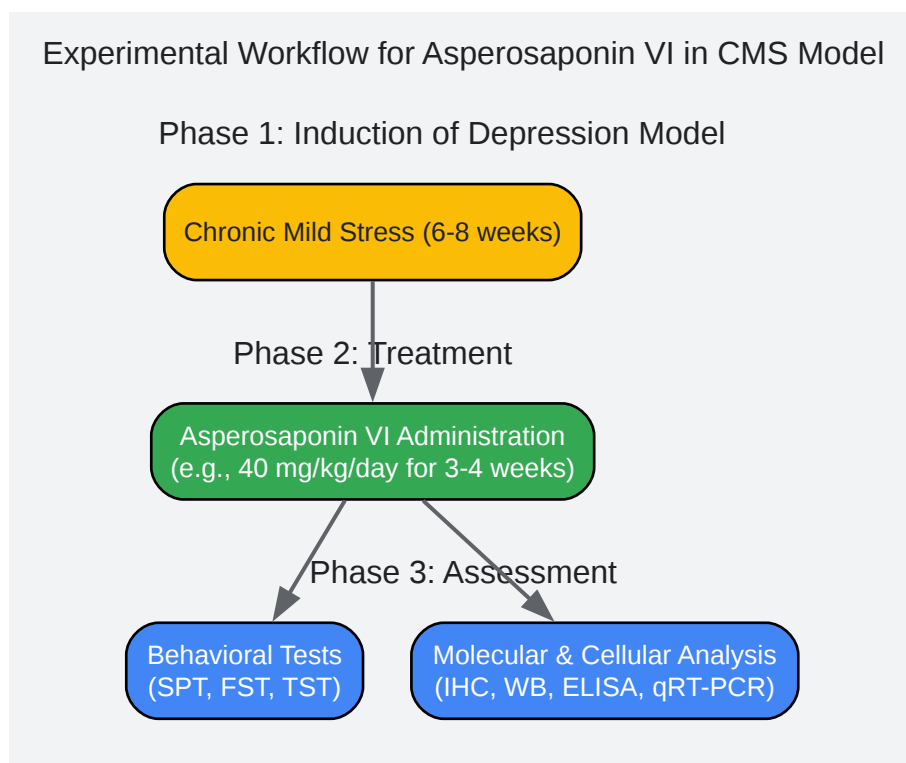 Experimental Workflow for Asperosaponin VI in CMS Model
Phase 1: Induction of Depression Model
Chronic Mild Stress (6-8 weeks)
Phase 2: Treatment
Asperosaponin VI Administration
(e.g., 40 mg/kg/day for 3-4 weeks)
Phase 3: Assessment
Behavioral Tests
(SPT, FST, TST)
Molecular & Cellular Analysis
(IHC, WB, ELISA, qRT-PCR)